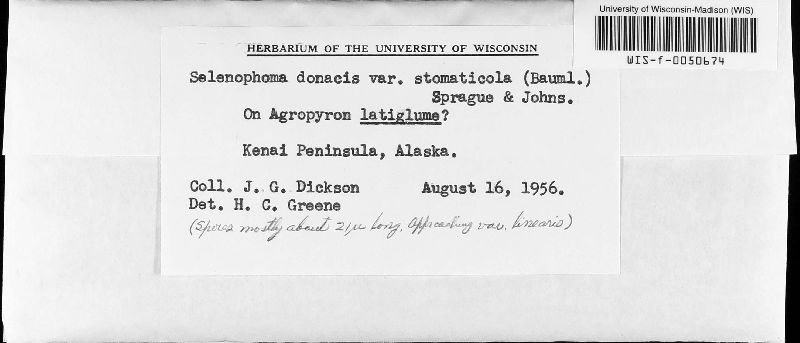 University of Wisconsin-Madison (WIS)
WIS-f-0050674
HERBARIUM OF THE UNIVERSITY OF WISCONSIN
Selenophoma donacis var. stomaticola (Bauml.)
Sprague & Johns.
On Agropyron latiglume?
Kenai Peninsula, Alaska.
Coll. J. G. Dickson August 16, 1956.
Det. H. C. Greene
(Spores mostly about 21µ long, approaching var. linearis)